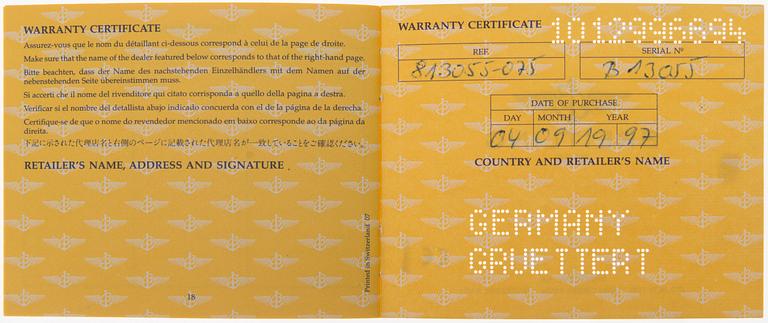 WARRANTY CERTIFICATE
Assurez-vous que le nom du détaillant ci-dessous correspond à celui de la page de droite.
Make sure that the name of the dealer featured below corresponds to that of the right-hand page.
Bitte beachten, dass der Name des nachstehenden Einzelhändlers mit dem Namen auf der
nebenstehenden Seite übereinstimmen muss.
Si accerti che il nome del rivenditore qui citato corrisponda a quello della pagina a destra.
Verificar si el nombre del detallista abajo indicado concuerda con el de la página de la derecha.
Certifique-se de que o nome do revendedor mencionado em baixo corresponde ao da página da
direita.
下記に示された代理店名と右側のページに記載された代理店名が一致していることをご確認ください。
RETAILER'S NAME, ADDRESS AND SIGNATURE
Printed in Switzerland 07
18
WARRANTY CERTIFICATE 1012996894
REF. SERIAL Nº
813055-075 B13055
DATE OF PURCHASE
DAY MONTH YEAR
04 09 19 97
COUNTRY AND RETAILER'S NAME
GERMANY
GRUETTERT